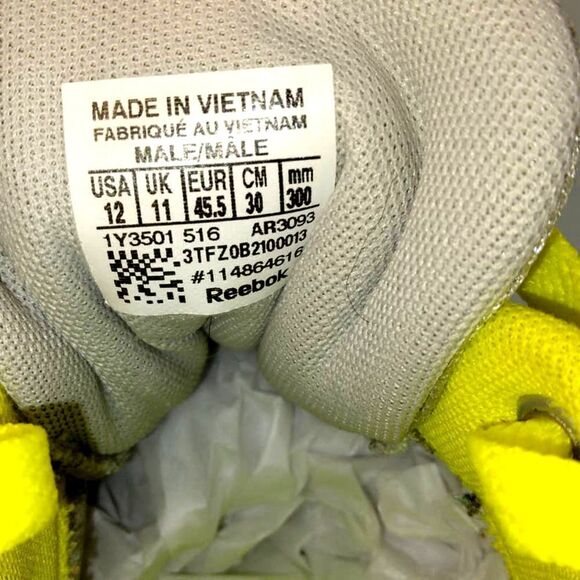 MADE IN VIETNAM
FABRIQUÉ AU VIETNAM
MALE/MÂLE
USA UK EUR CM mm
12 11 45.5 30 300
1Y3501 516 AR3093
3TFZ0B2100013
#114864616
Reebok